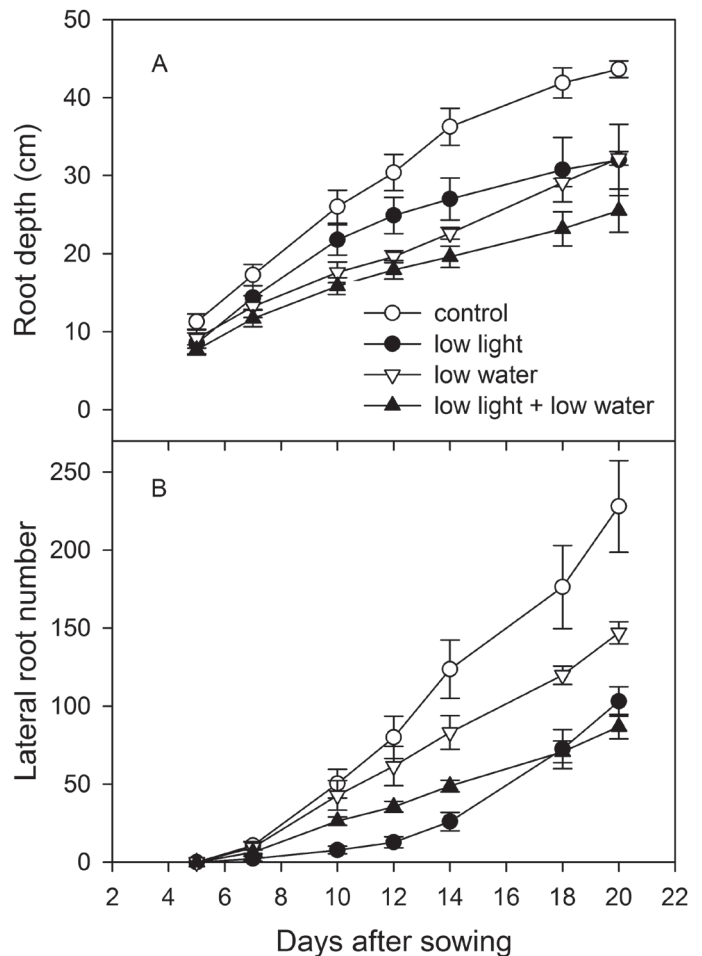 50
A
40
30
20
10
0
Root depth (cm)
control
low light
low water
low light + low water
250
B
200
150
100
50
0
Lateral root number
2 4 6 8 10 12 14 16 18 20 22
Days after sowing